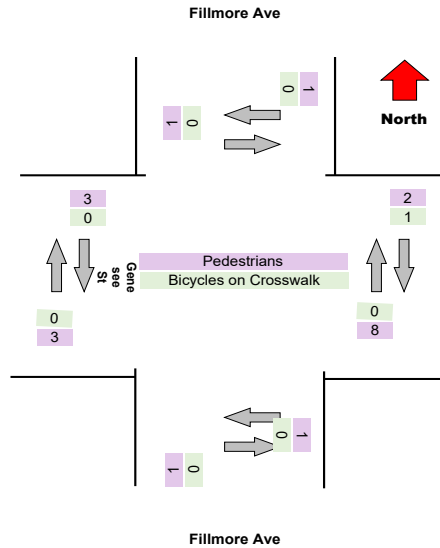 Fillmore Ave
0 1
1 0
North
3
0
2
1
Gene
see
St
Pedestrians
Bicycles on Crosswalk
0
3
0
8
0 1
1 0
Fillmore Ave